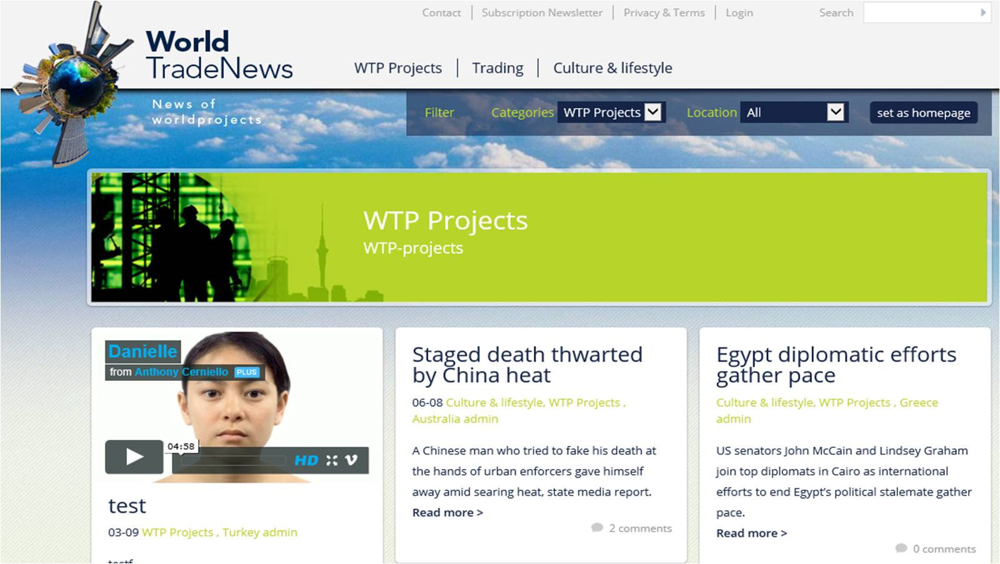 Contact | Subscription Newsletter | Privacy & Terms | Login Search
World
TradeNews
WTP Projects | Trading | Culture & lifestyle
News of
worldprojects
Filter Categories WTP Projects Location All set as homepage
WTP Projects
WTP-projects
Danielle
from Anthony Cerniello PLUS
04:58
HD
test
03-09 WTP Projects , Turkey admin
testf
Staged death thwarted
by China heat
06-08 Culture & lifestyle, WTP Projects ,
Australia admin
A Chinese man who tried to fake his death at
the hands of urban enforcers gave himself
away amid searing heat, state media report.
Read more >
2 comments
Egypt diplomatic efforts
gather pace
Culture & lifestyle, WTP Projects , Greece
admin
US senators John McCain and Lindsey Graham
join top diplomats in Cairo as international
efforts to end Egypt’s political stalemate gather
pace.
Read more >
0 comments